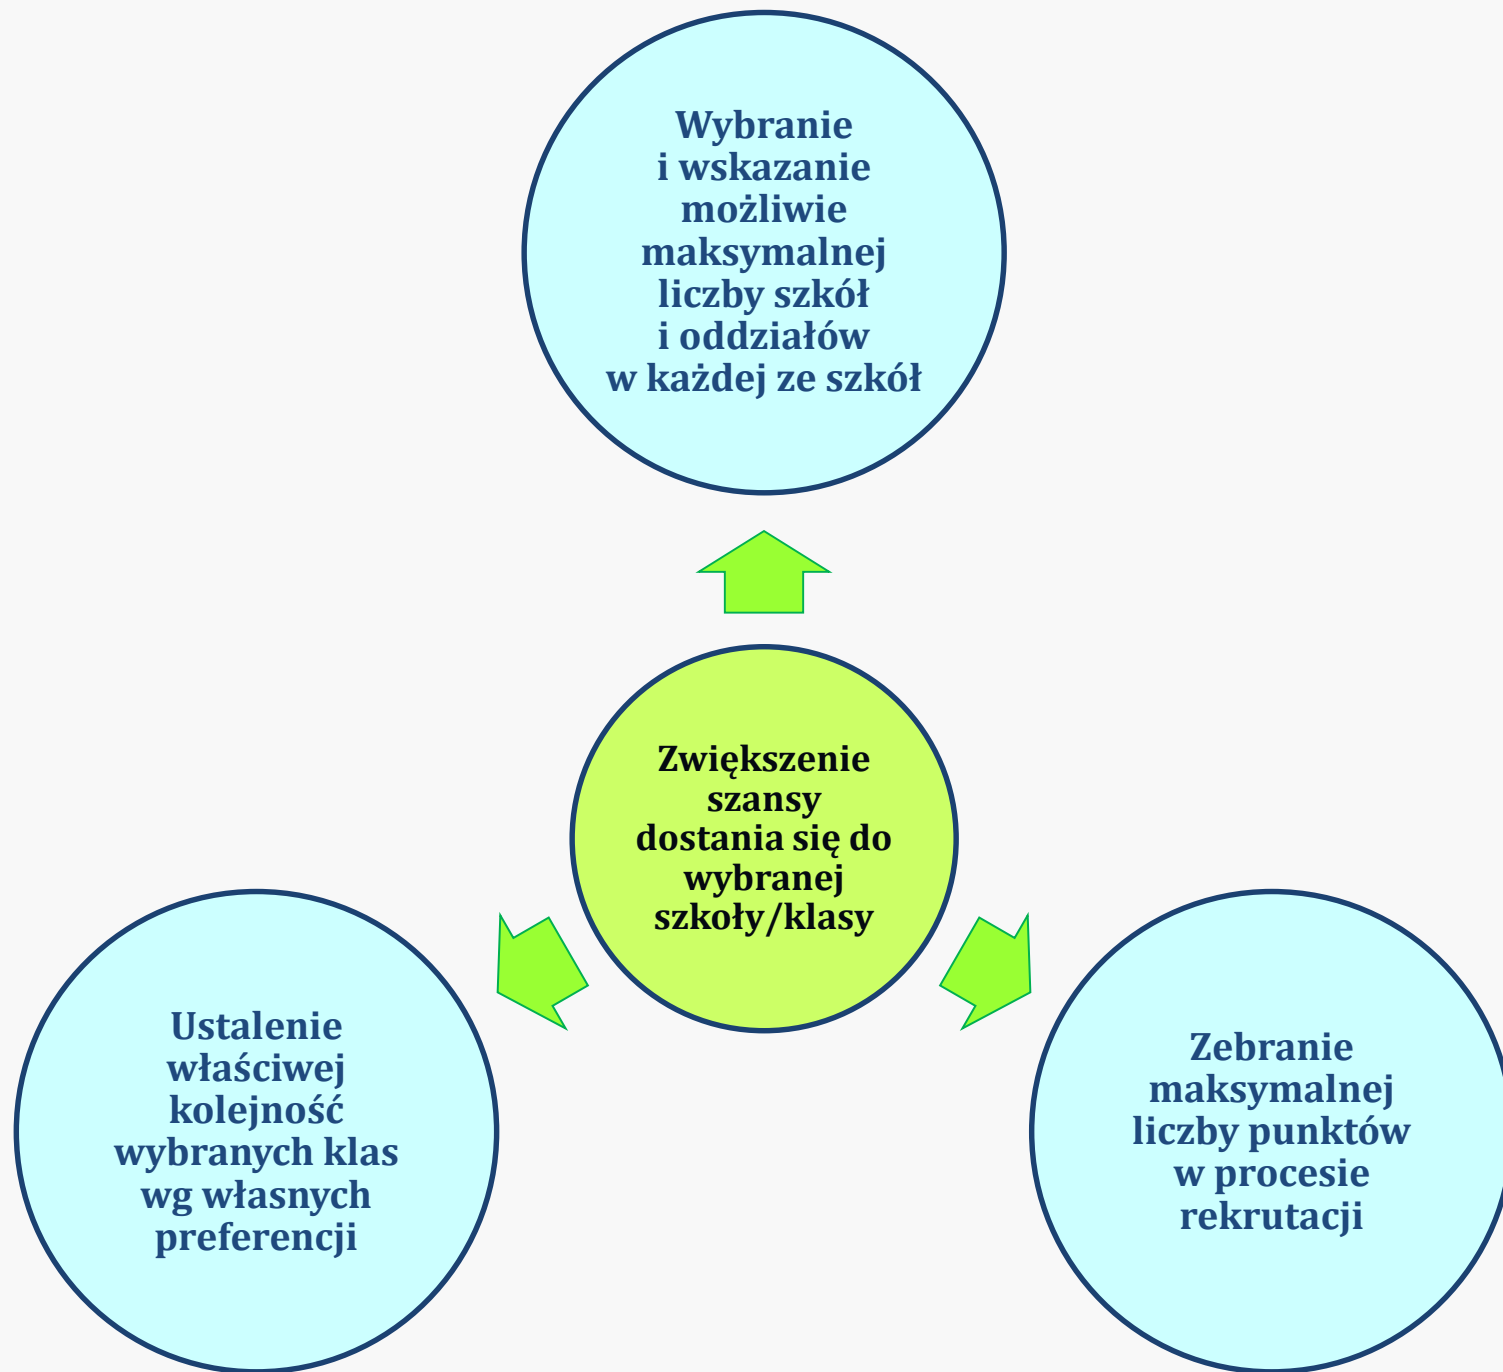 Wybranie
i wskazanie
możliwie
maksymalnej
liczby szkół
i oddziałów
w każdej ze szkół
Zwiększenie
szansy
dostania się do
wybranej
szkoły/klasy
Ustalenie
właściwej
kolejność
wybranych klas
wg własnych
preferencji
Zebranie
maksymalnej
liczby punktów
w procesie
rekrutacji